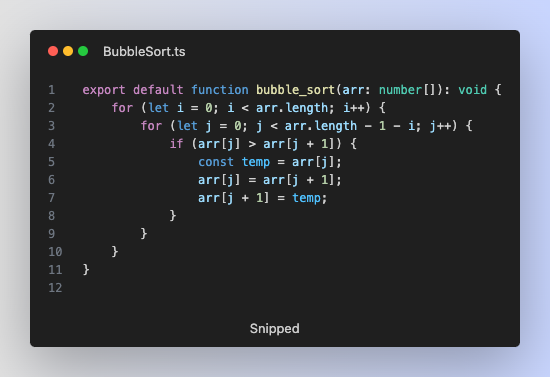 BubbleSort.ts
1 export default function bubble_sort(arr: number[]): void {
2 for (let i = 0; i < arr.length; i++) {
3 for (let j = 0; j < arr.length - 1 - i; j++) {
4 if (arr[j] > arr[j + 1]) {
5 const temp = arr[j];
6 arr[j] = arr[j + 1];
7 arr[j + 1] = temp;
8 }
9 }
10 }
11 }
12
Snipped